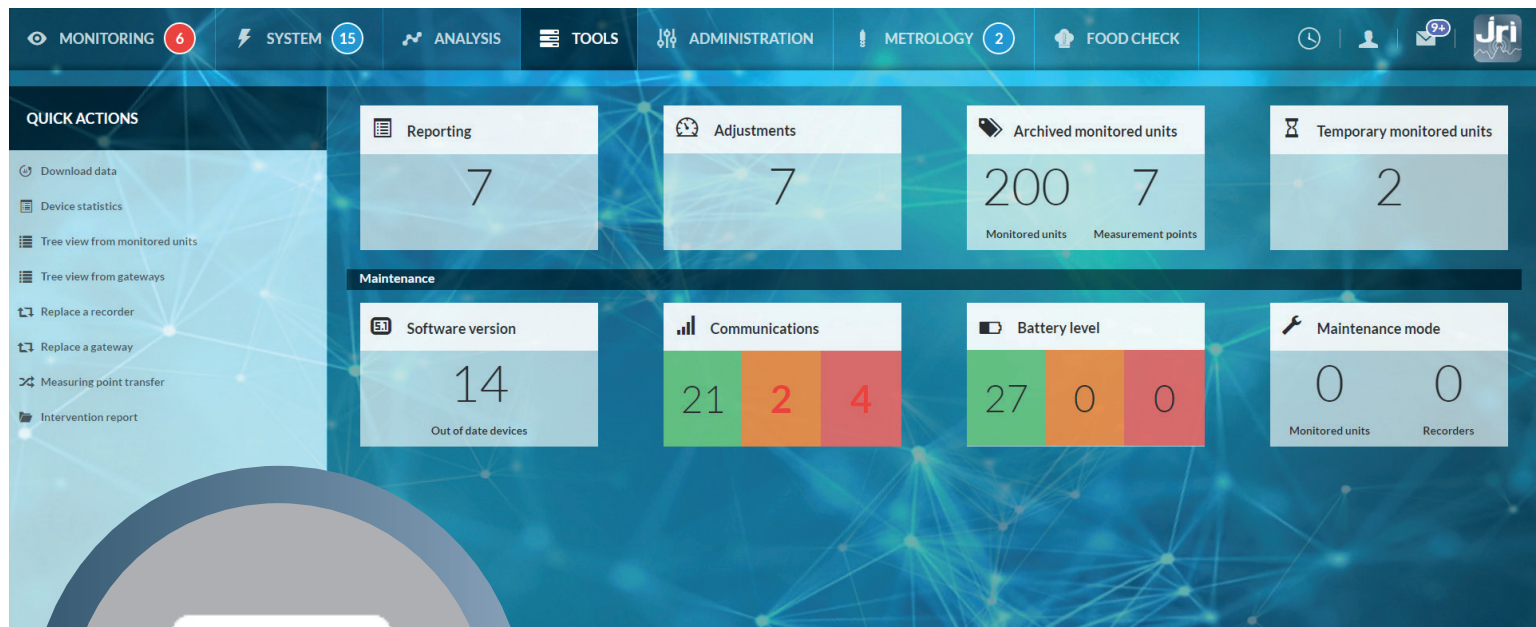 MONITORING 6 SYSTEM 15 ANALYSIS TOOLS ADMINISTRATION METROLOGY 2 FOOD CHECK 9+ jri
QUICK ACTIONS
Download data
Device statistics
Tree view from monitored units
Tree view from gateways
Replace a recorder
Replace a gateway
Measuring point transfer
Intervention report
Reporting
7
Adjustments
7
Archived monitored units
200 7
Monitored units Measurement points
Temporary monitored units
2
Maintenance
5.1 Software version
14
Out of date devices
Communications
21 2 4
Battery level
27 0 0
Maintenance mode
0 0
Monitored units Recorders